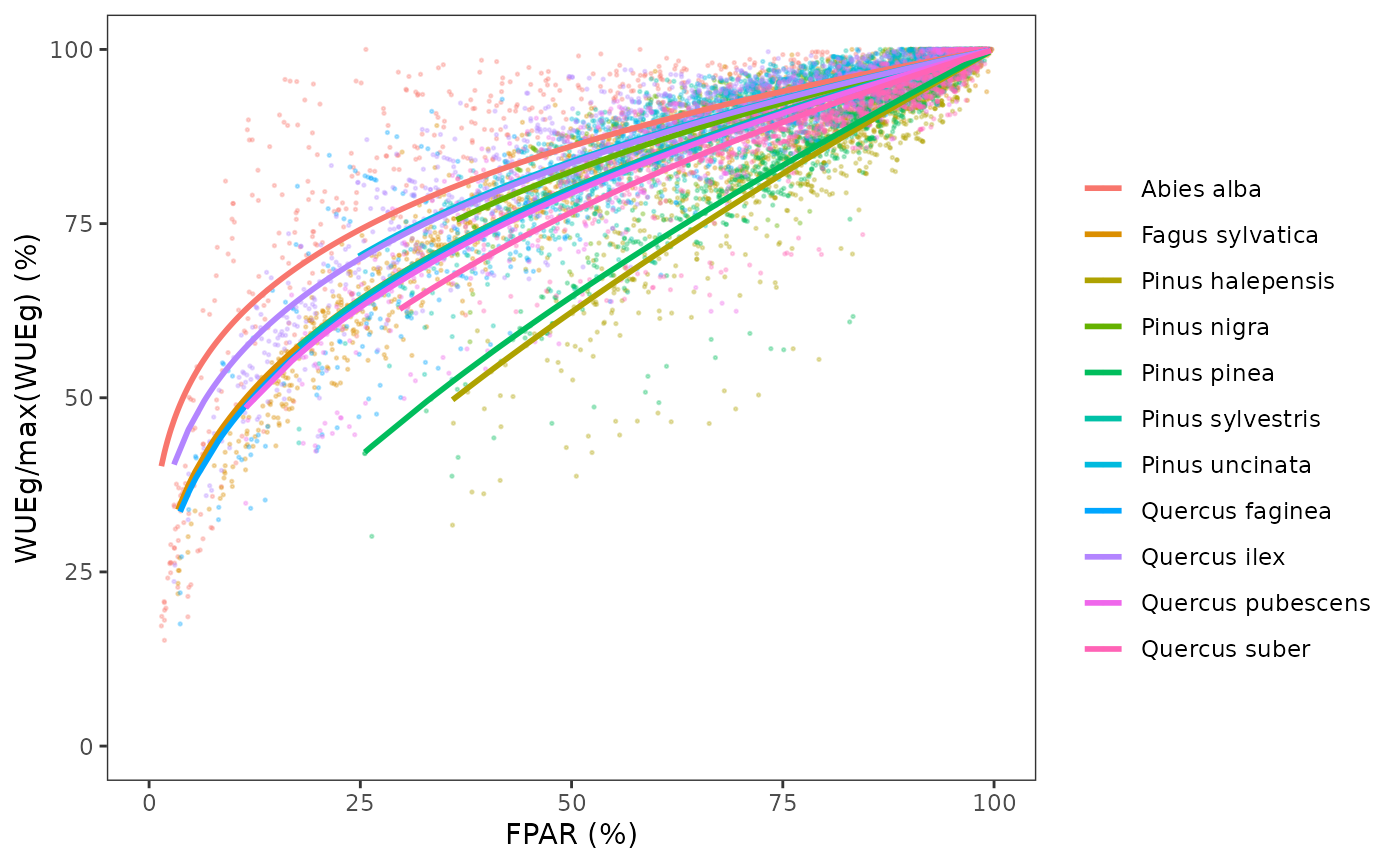 100
75
50
25
0
WUEg/max(WUEg) (%)
0 25 50 75 100
FPAR (%)
Abies alba
Fagus sylvatica
Pinus halepensis
Pinus nigra
Pinus pinea
Pinus sylvestris
Pinus uncinata
Quercus faginea
Quercus ilex
Quercus pubescens
Quercus suber